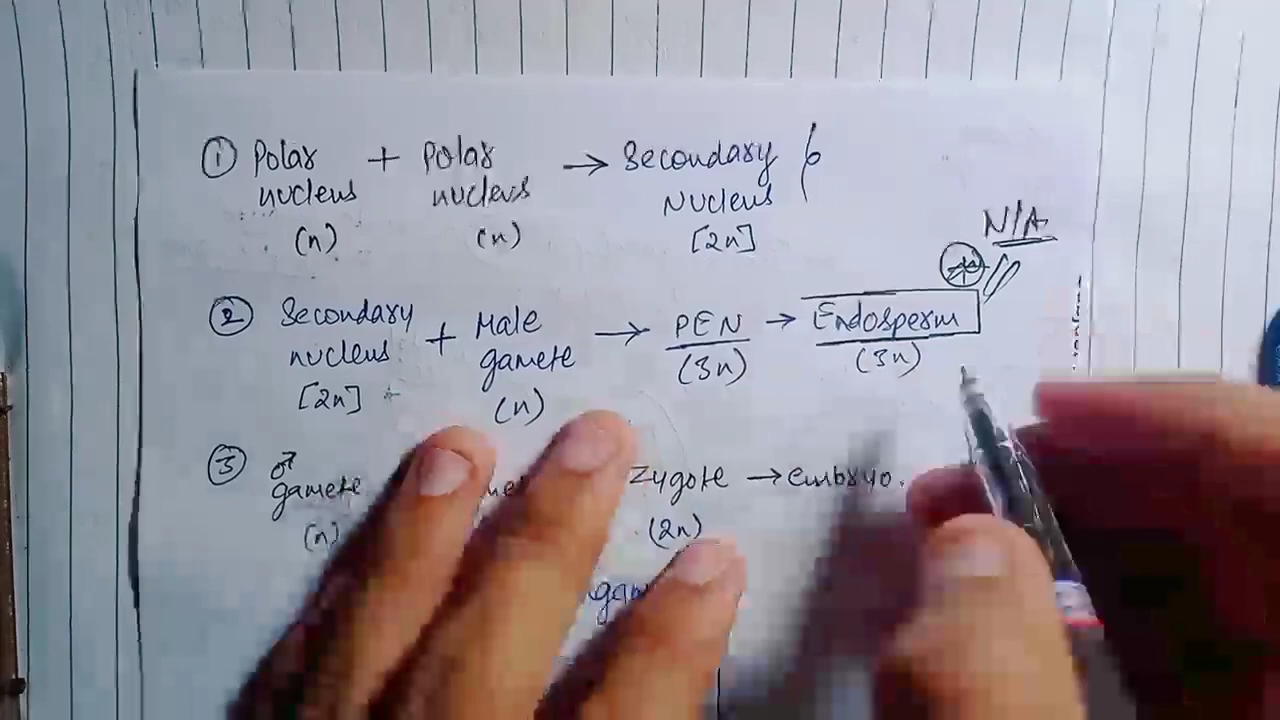 ① Polar + Polar → Secondary
nucleus nucleus Nucleus
(n) (n) [2n]
N/A
② Secondary + Male → PEN → Endosperm
nucleus gamete (3n) (3n)
[2n] (n)
③ ♂ Zygote → embryo.
gamete (2n)
(n)